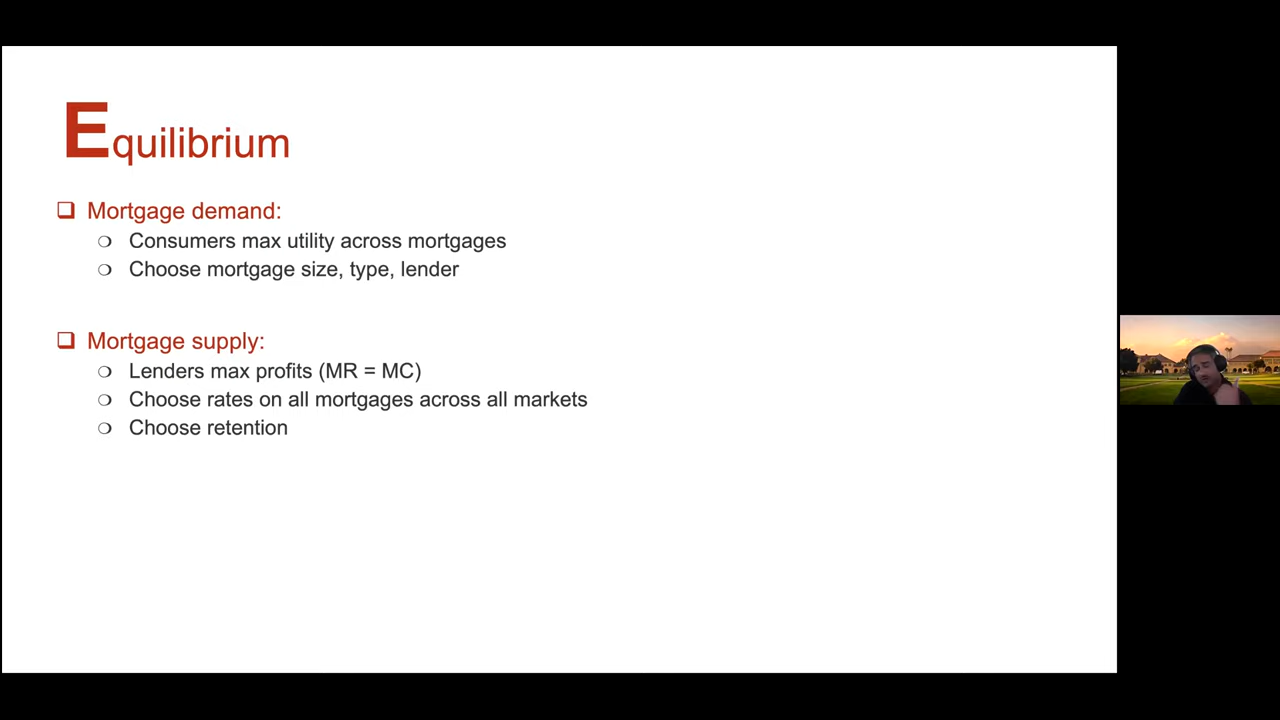 Equilibrium
Mortgage demand:
Consumers max utility across mortgages
Choose mortgage size, type, lender
Mortgage supply:
Lenders max profits (MR = MC)
Choose rates on all mortgages across all markets
Choose retention